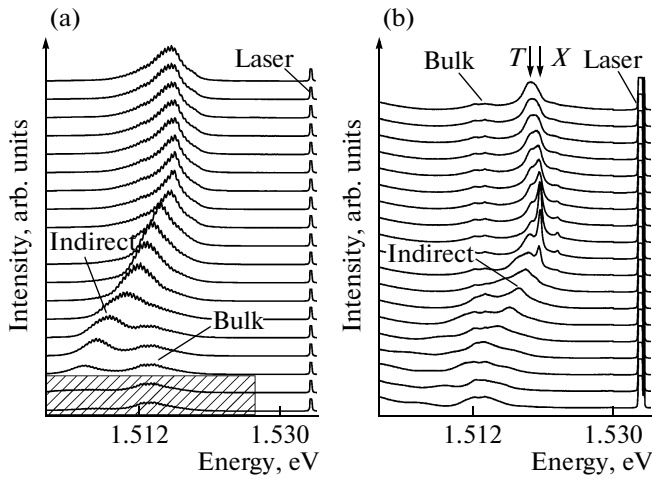 (a)
Laser
Intensity, arb. units
Indirect
Bulk
1.512
1.530
Energy, eV
(b)
T
X
Bulk
Laser
Intensity, arb. units
Indirect
1.512
1.530
Energy, eV